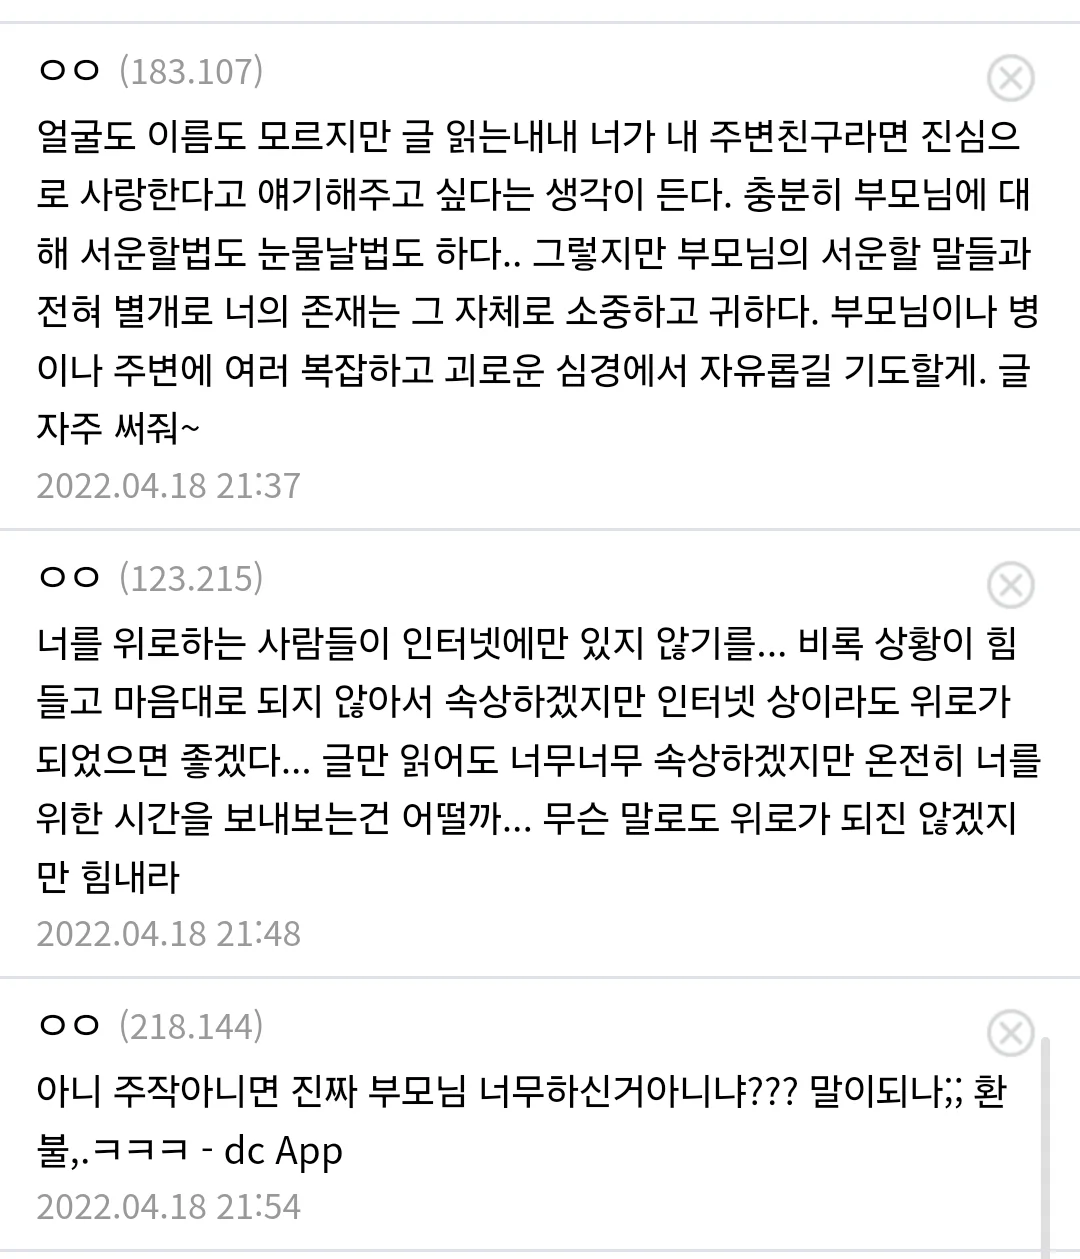 ㅇㅇ (183.107)
얼굴도 이름도 모르지만 글 읽는내내 너가 내 주변친구라면 진심으
로 사랑한다고 얘기해주고 싶다는 생각이 든다. 충분히 부모님에 대
해 서운할법도 눈물날법도 하다.. 그렇지만 부모님의 서운할 말들과
전혀 별개로 너의 존재는 그 자체로 소중하고 귀하다. 부모님이나 병
이나 주변에 여러 복잡하고 괴로운 심경에서 자유롭길 기도할게. 글
자주 써줘~
2022.04.18 21:37
ㅇㅇ (123.215)
너를 위로하는 사람들이 인터넷에만 있지 않기를... 비록 상황이 힘
들고 마음대로 되지 않아서 속상하겠지만 인터넷 상이라도 위로가
되었으면 좋겠다... 글만 읽어도 너무너무 속상하겠지만 온전히 너를
위한 시간을 보내보는건 어떨까... 무슨 말로도 위로가 되진 않겠지
만 힘내라
2022.04.18 21:48
ㅇㅇ (218.144)
아니 주작아니면 진짜 부모님 너무하신거아니냐??? 말이되나;; 환
불,.ㅋㅋㅋ - dc App
2022.04.18 21:54